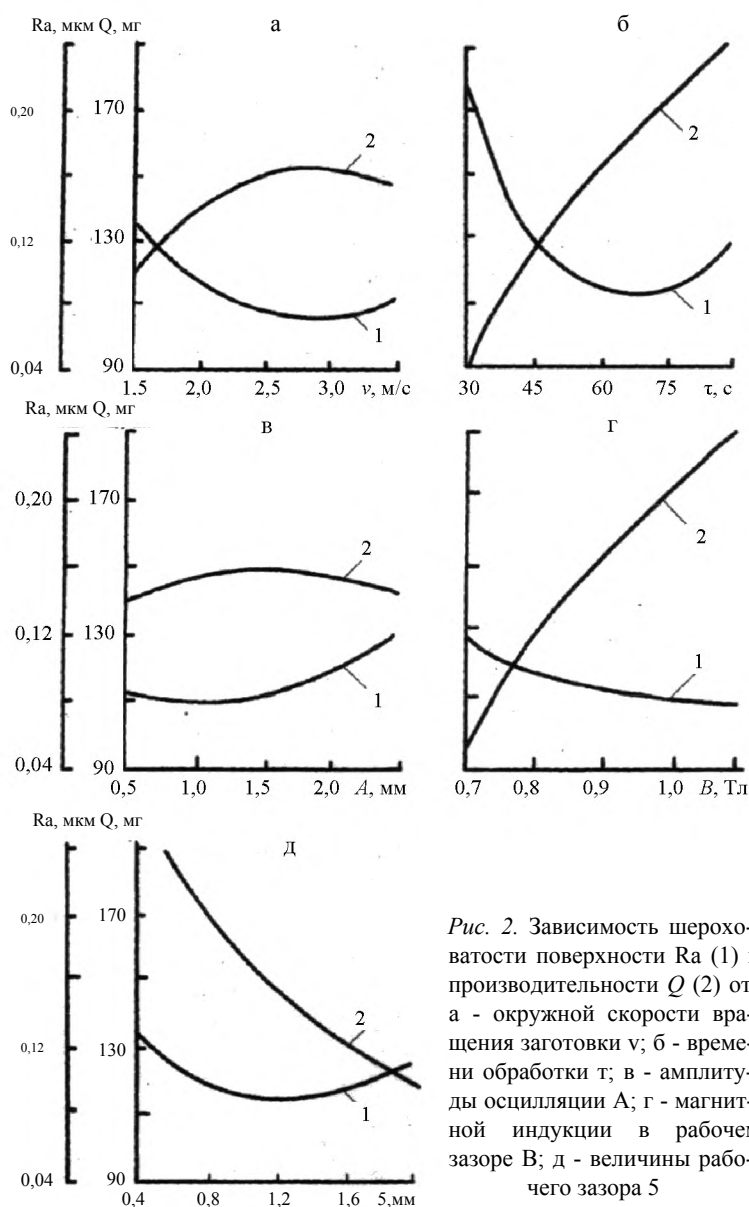 Ra, мкм Q, мг
а
б
0,20
170
2
2
0,12
130
1
1
0,04
90
1.5 2,0 2,5 3,0 v, м/с
30 45 60 75 τ, с
Ra, мкм Q, мг
в
г
0,20
170
2
2
0,12
130
1
1
0,04
90
0,5 1,0 1,5 2,0 A, мм
0,7 0,8 0,9 1,0 B, Тл
Ra, мкм Q, мг
д
0,20
170
2
0,12
130
1
0,04
90
0,4 0,8 1,2 1,6 5,мм
Рис. 2. Зависимость шерохо-
ватости поверхности Ra (1)
производительности Q (2) от
а - окружной скорости вра-
щения заготовки v; б - време-
ни обработки т; в - амплиту-
ды осцилляции А; г - магнит-
ной индукции в рабочем
зазоре В; д - величины рабо-
чего зазора 5